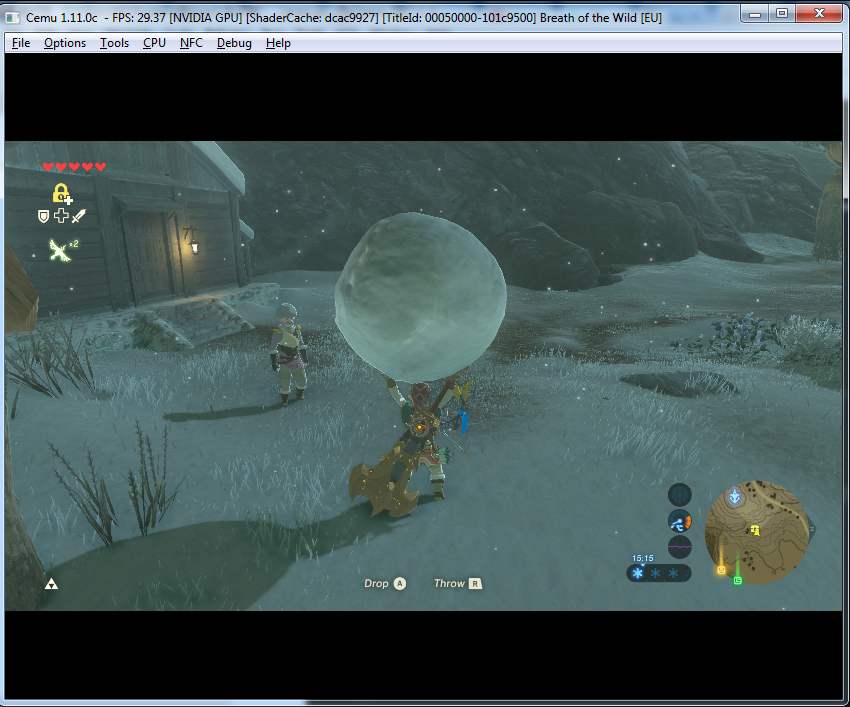 Cemu 1.11.0c - FPS: 29.37 [NVIDIA GPU] [ShaderCache: dcac9927] [TitleId: 00050000-101c9500] Breath of the Wild [EU]
File Options Tools CPU NFC Debug Help
x2
15:15
Drop A Throw R